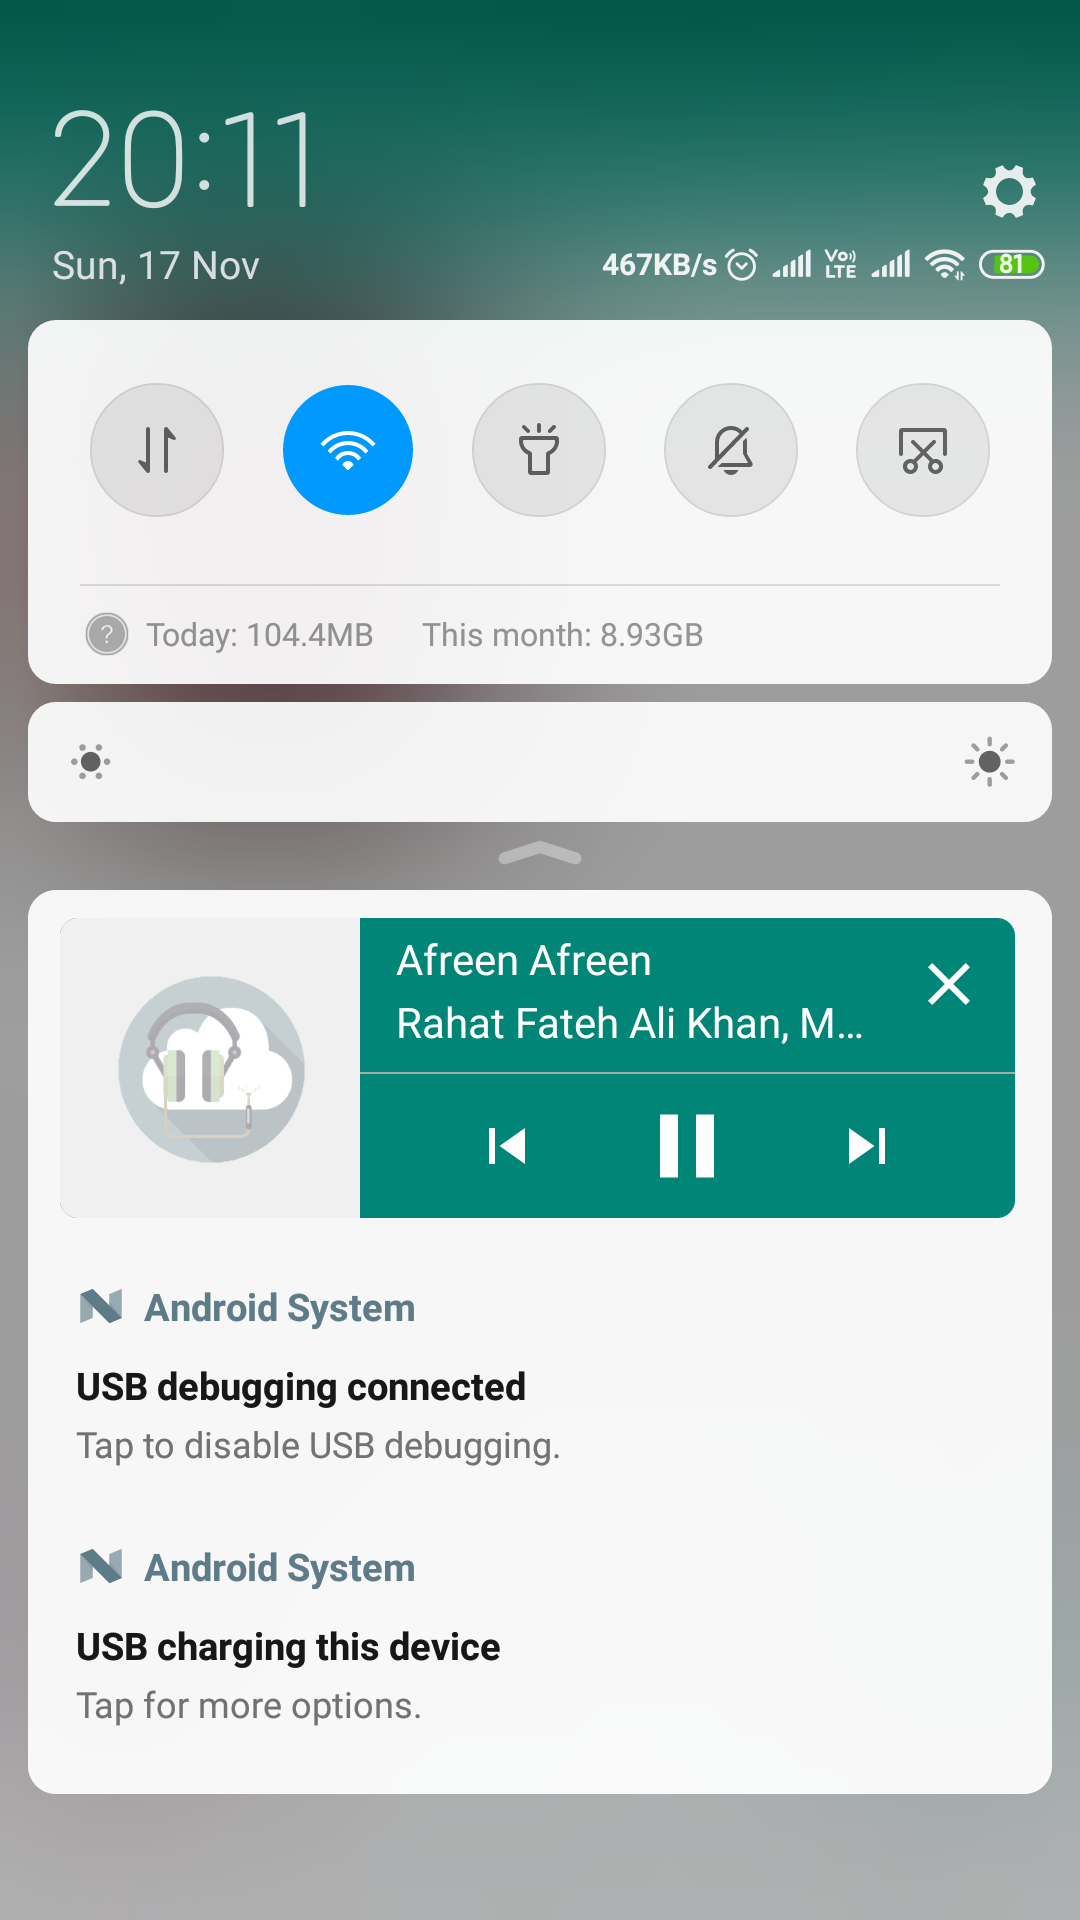 20:11
Sun, 17 Nov
467KB/s Vo)) LTE 81
? Today: 104.4MB This month: 8.93GB
Afreen Afreen
Rahat Fateh Ali Khan, M...
Android System
USB debugging connected
Tap to disable USB debugging.
Android System
USB charging this device
Tap for more options.